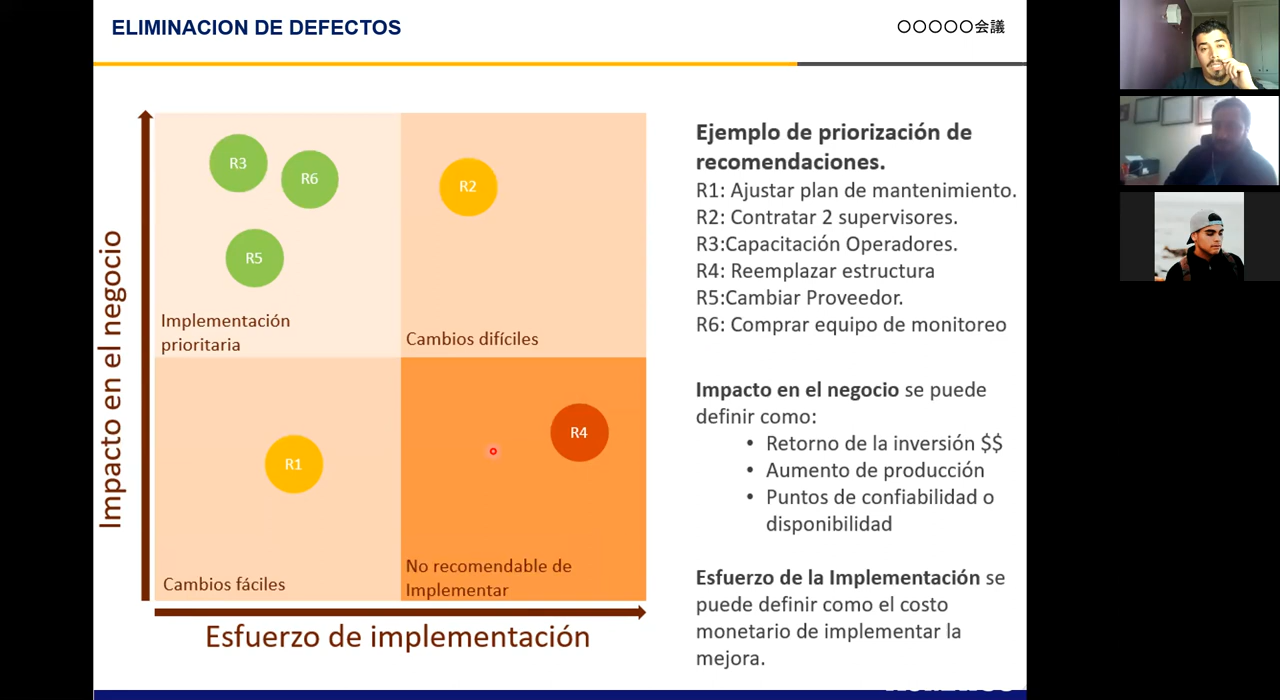 ELIMINACION DE DEFECTOS
〇〇〇〇〇会議
Impacto en el negocio
R3
R6
R2
R5
Implementación
prioritaria
Cambios difíciles
R4
R1
Cambios fáciles
No recomendable de
Implementar
Esfuerzo de implementación
Ejemplo de priorización de
recomendaciones.
R1: Ajustar plan de mantenimiento.
R2: Contratar 2 supervisores.
R3:Capacitación Operadores.
R4: Reemplazar estructura
R5:Cambiar Proveedor.
R6: Comprar equipo de monitoreo
Impacto en el negocio se puede
definir como:
• Retorno de la inversión $$
• Aumento de producción
• Puntos de confiabilidad o
disponibilidad
Esfuerzo de la Implementación se
puede definir como el costo
monetario de implementar la
mejora.